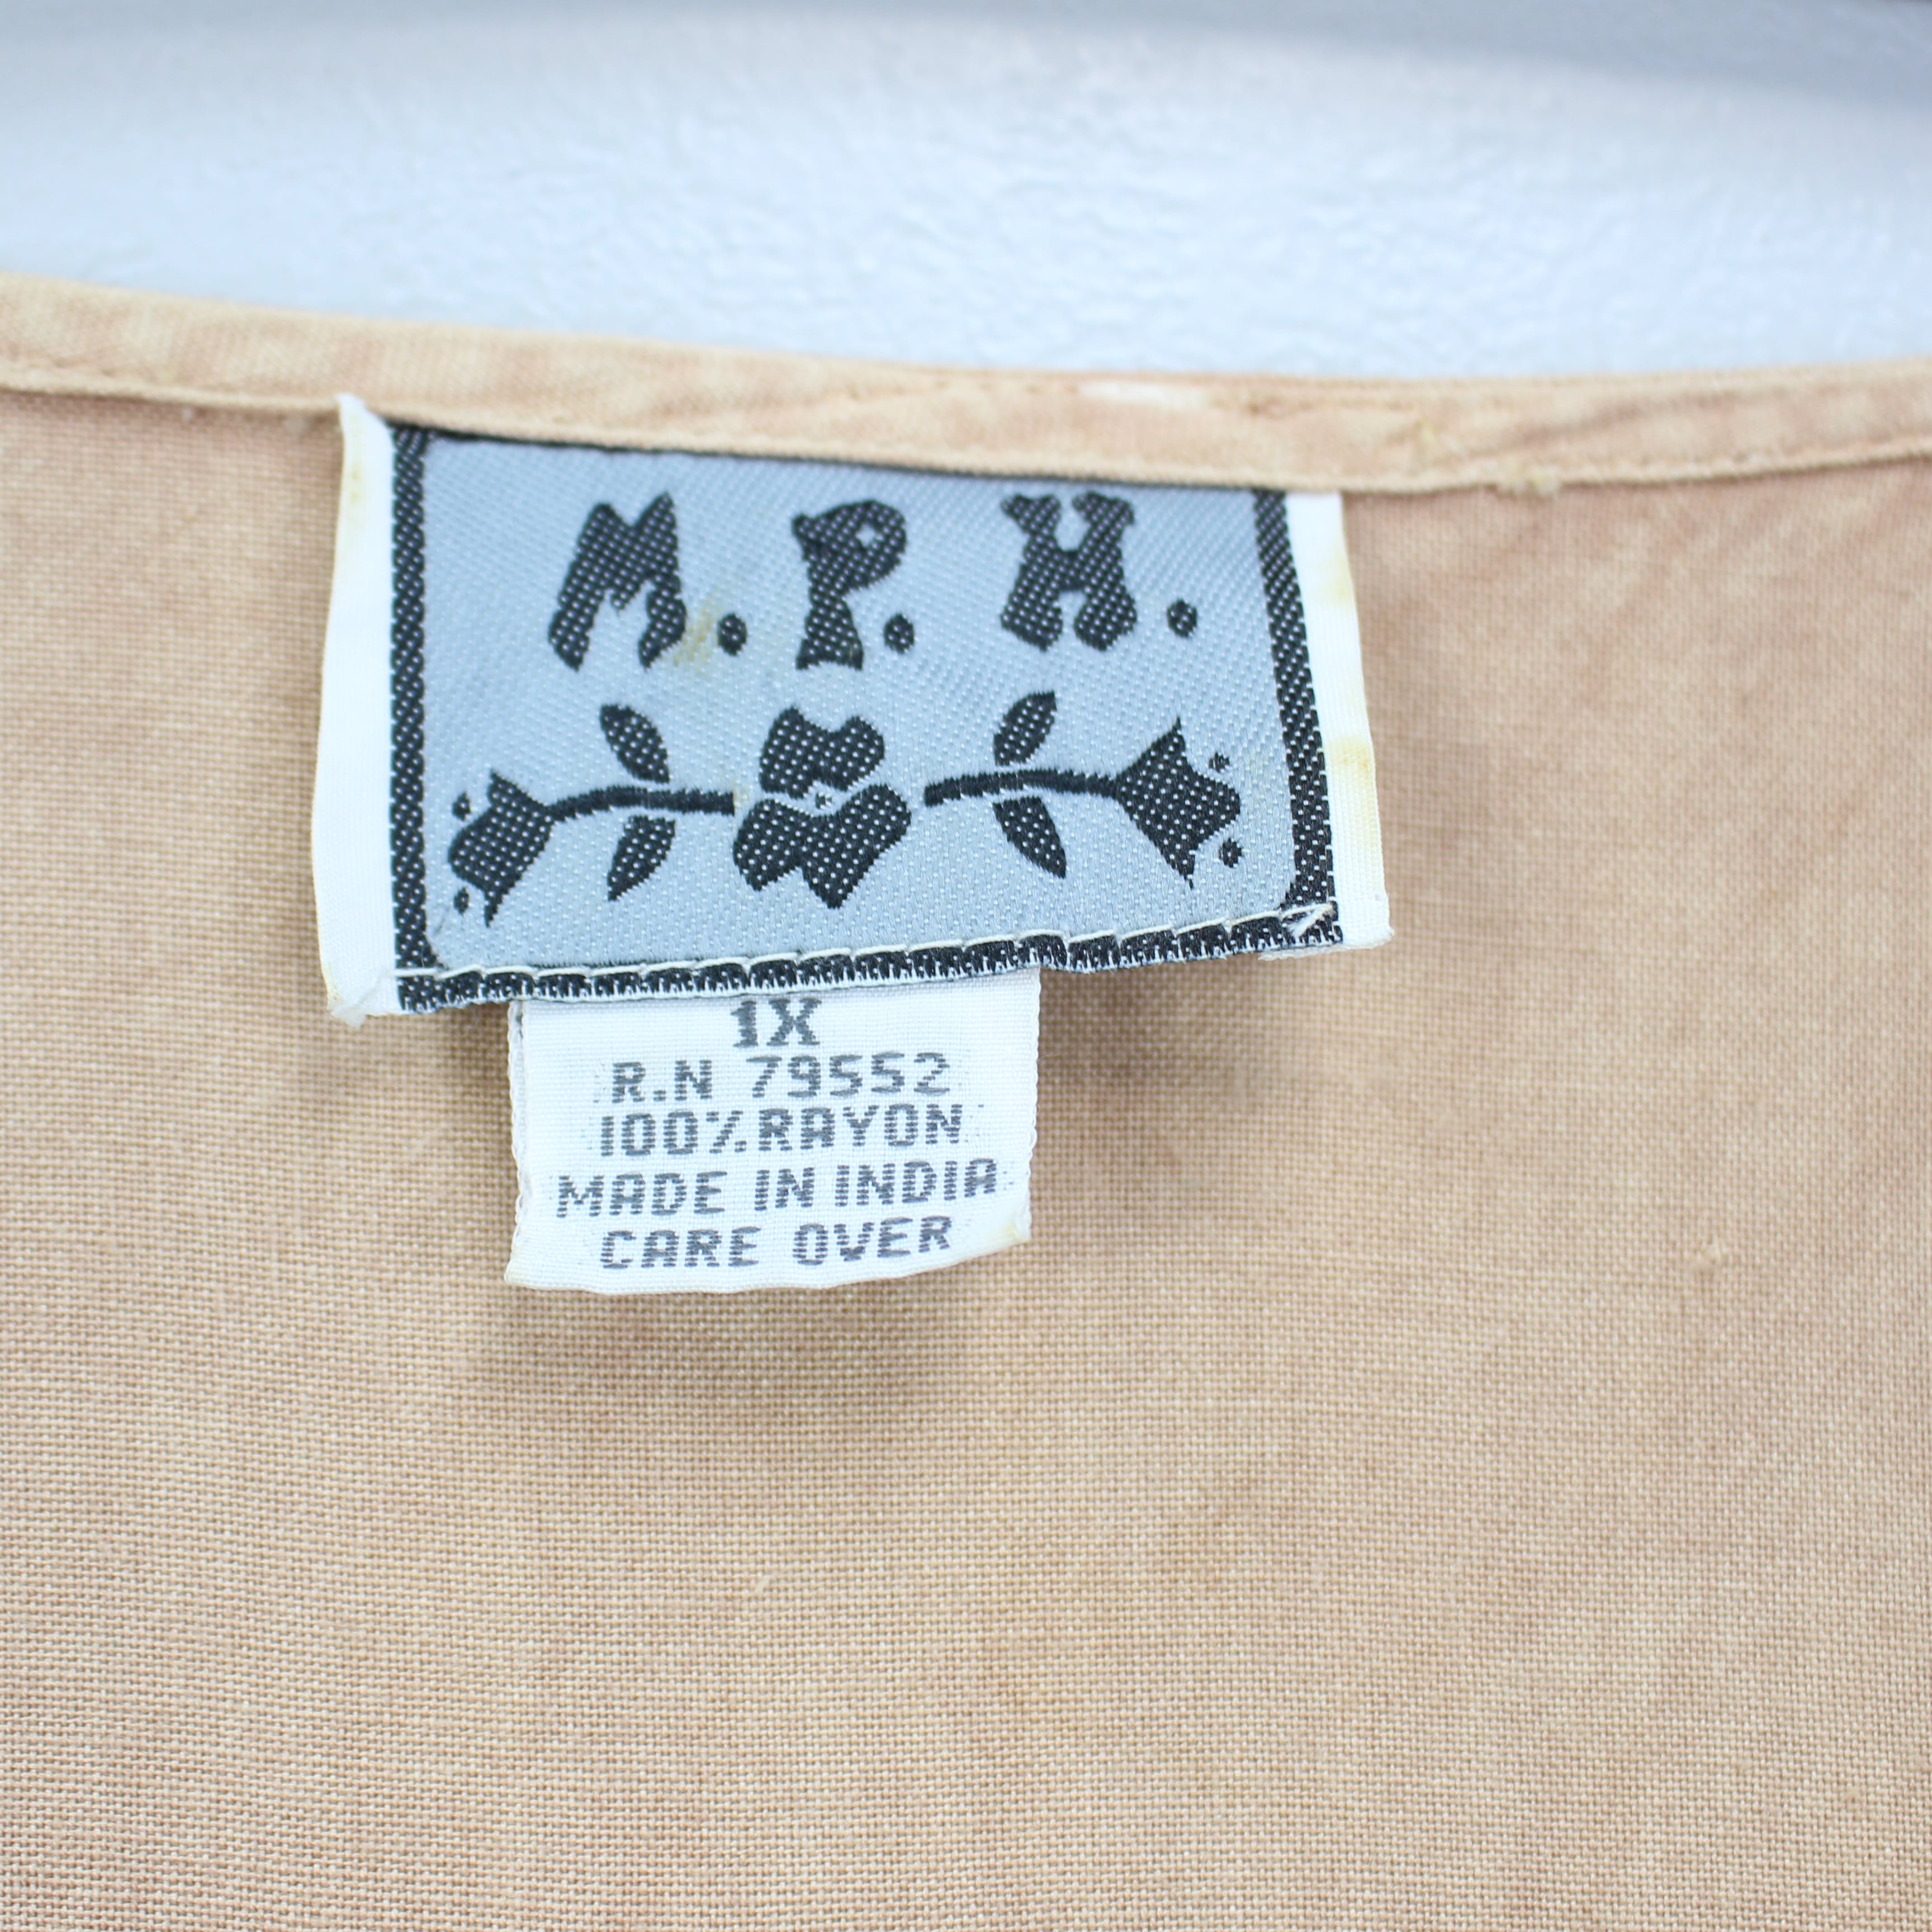 M. P. H.
1X
R.N 79552
100% RAYON
MADE IN INDIA
CARE OVER